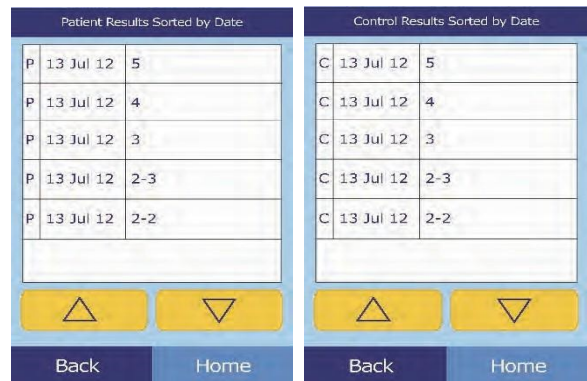 Patient Results Sorted by Date
P 13 Jul 12 5
P 13 Jul 12 4
P 13 Jul 12 3
P 13 Jul 12 2-3
P 13 Jul 12 2-2
Back Home
Control Results Sorted by Date
C 13 Jul 12 5
C 13 Jul 12 4
C 13 Jul 12 3
C 13 Jul 12 2-3
C 13 Jul 12 2-2
Back Home